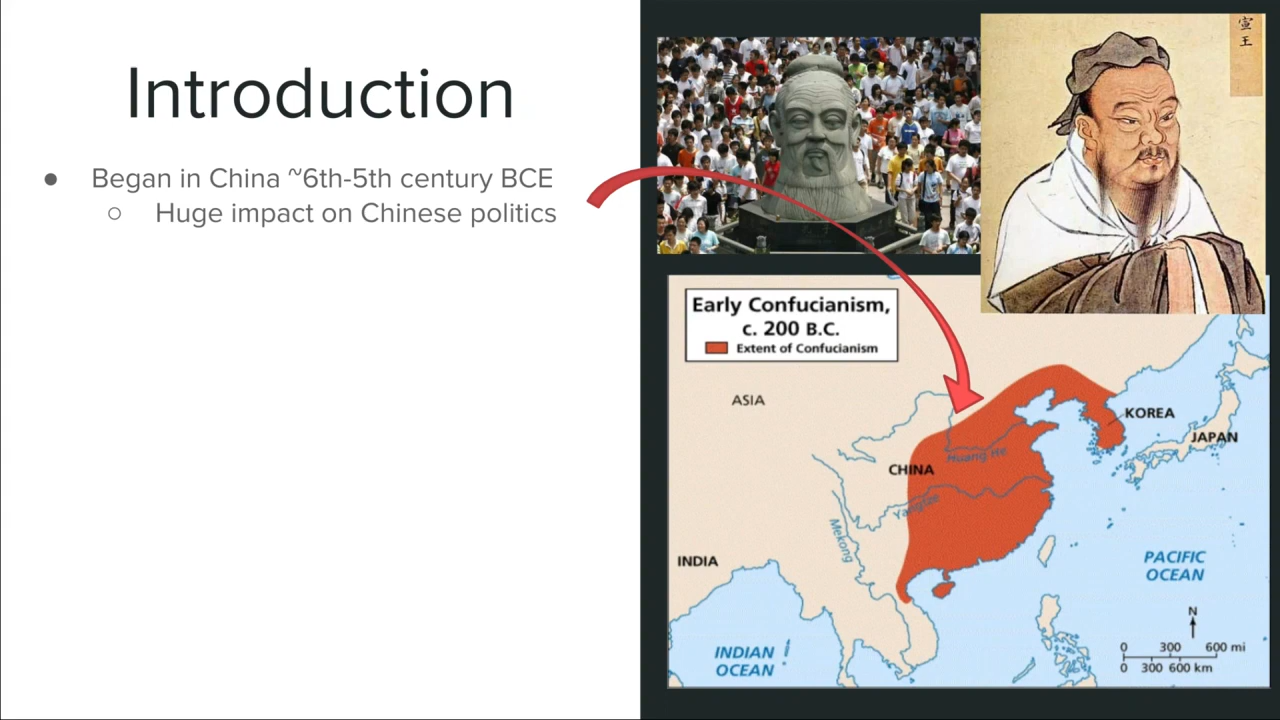 Introduction
● Began in China ~6th-5th century BCE
○ Huge impact on Chinese politics
宣
王
Early Confucianism,
c. 200 B.C.
Extent of Confucianism
ASIA
KOREA
JAPAN
CHINA
Huang He
Yangtze
Mekong
INDIA
PACIFIC
OCEAN
INDIAN
OCEAN
N
0 300 600 mi
0 300 600 km